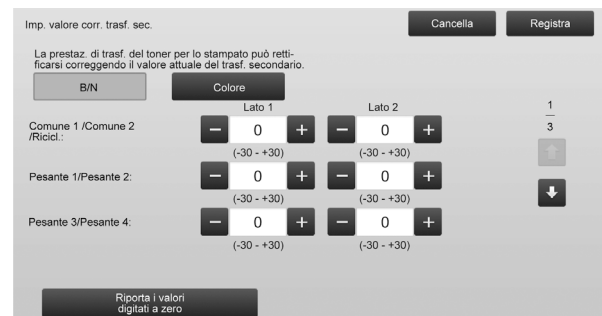 Imp. valore corr. trasf. sec.
Cancella
Registra
La prestaz. di trasf. del toner per lo stampato può retti-
ficarsi correggendo il valore attuale del trasf. secondario.
B/N
Colore
Lato 1
Lato 2
1
3
Comune 1 /Comune 2
/Ricicl.:
− 0 +
− 0 +
(-30 - +30)
(-30 - +30)
Pesante 1/Pesante 2:
− 0 +
− 0 +
(-30 - +30)
(-30 - +30)
Pesante 3/Pesante 4:
− 0 +
− 0 +
(-30 - +30)
(-30 - +30)
Riporta i valori
digitati a zero